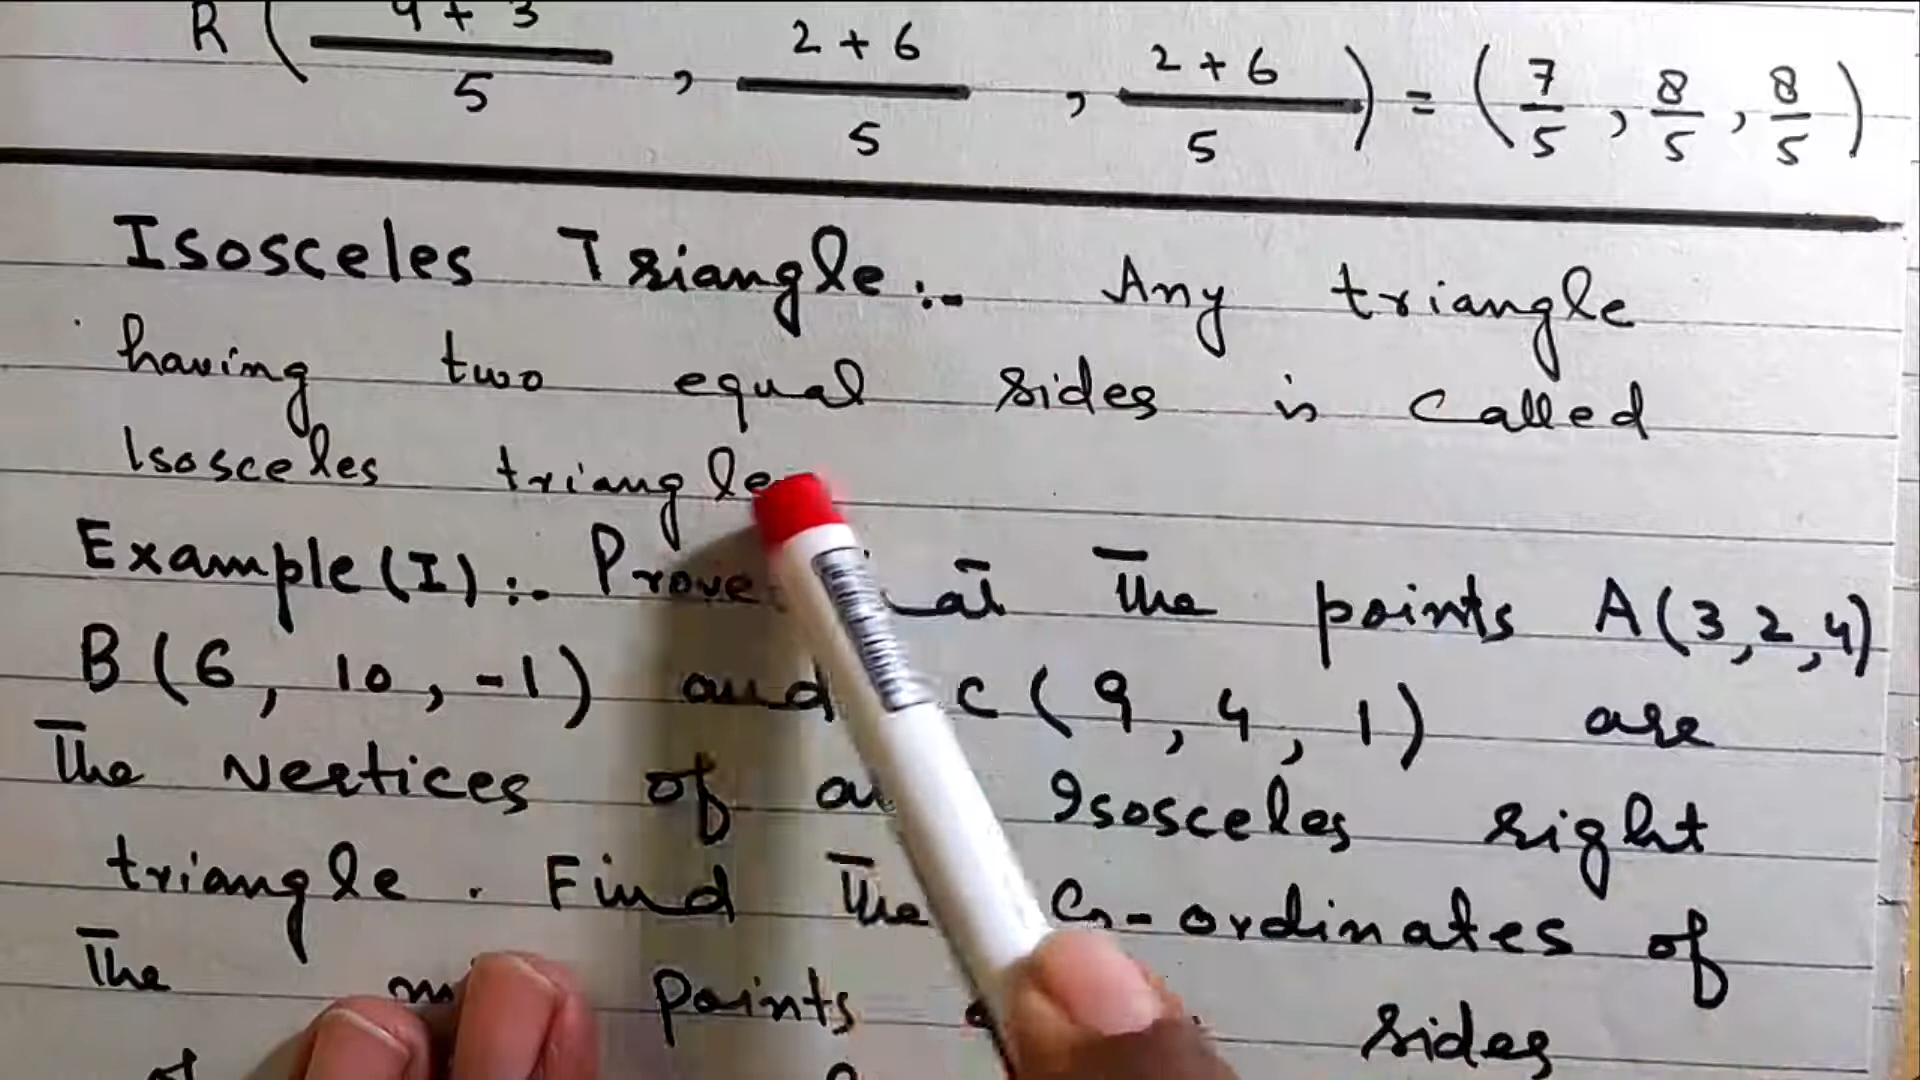 R ( 4 + 3 / 5 , 2 + 6 / 5 , 2 + 6 / 5 ) = ( 7/5 , 8/5 , 8/5 )
Isosceles Triangle :- Any triangle
having two equal sides is called
Isosceles triangle
Example (I) :- Prove the points A(3,2,4)
B (6, 10, -1) and C (9, 4, 1) are
The vertices of Isosceles right
triangle . Find The Co-ordinates of
The points sides
of